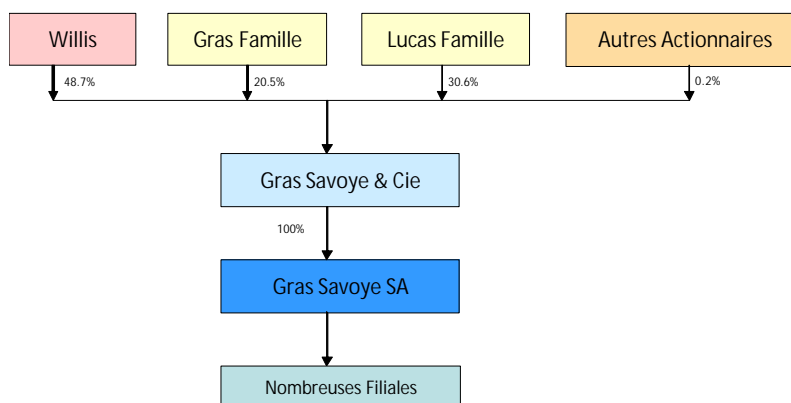 Willis
Gras Famille
Lucas Famille
Autres Actionnaires
48.7%
20.5%
30.6%
0.2%
Gras Savoye & Cie
100%
Gras Savoye SA
Nombreuses Filiales